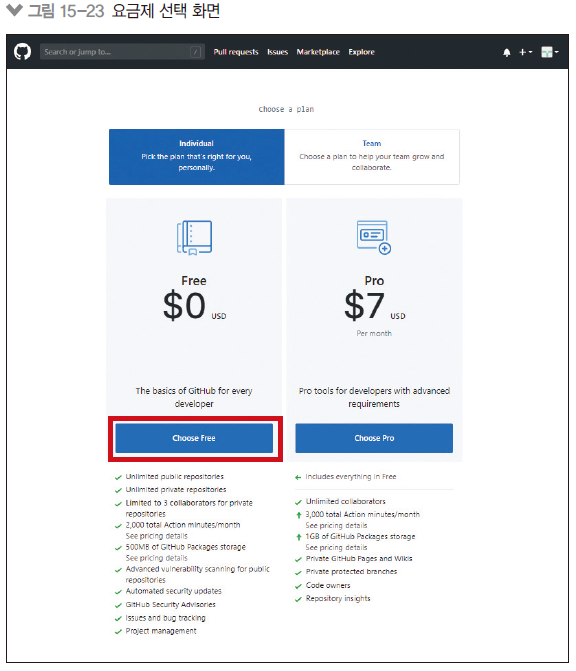 그림 15-23 요금제 선택 화면
Search or jump to... /
Pull requests Issues Marketplace Explore
Choose a plan
Individual
Pick the plan that's right for you,
personally.
Team
Choose a plan to help your team grow and
collaborate.
Free
$0 USD
The basics of GitHub for every
developer
Choose Free
Unlimited public repositories
Unlimited private repositories
Limited to 3 collaborators for private
repositories
2,000 total Action minutes/month
See pricing details
500MB of GitHub Packages storage
See pricing details
Advanced vulnerability scanning for public
repositories
Automated security updates
GitHub Security Advisories
Issues and bug tracking
Project management
Pro
$7 USD
Per month
Pro tools for developers with advanced
requirements
Choose Pro
Includes everything in Free
Unlimited collaborators
3,000 total Action minutes/month
See pricing details
1GB of GitHub Packages storage
See pricing details
Private GitHub Pages and Wikis
Private protected branches
Code owners
Repository insights